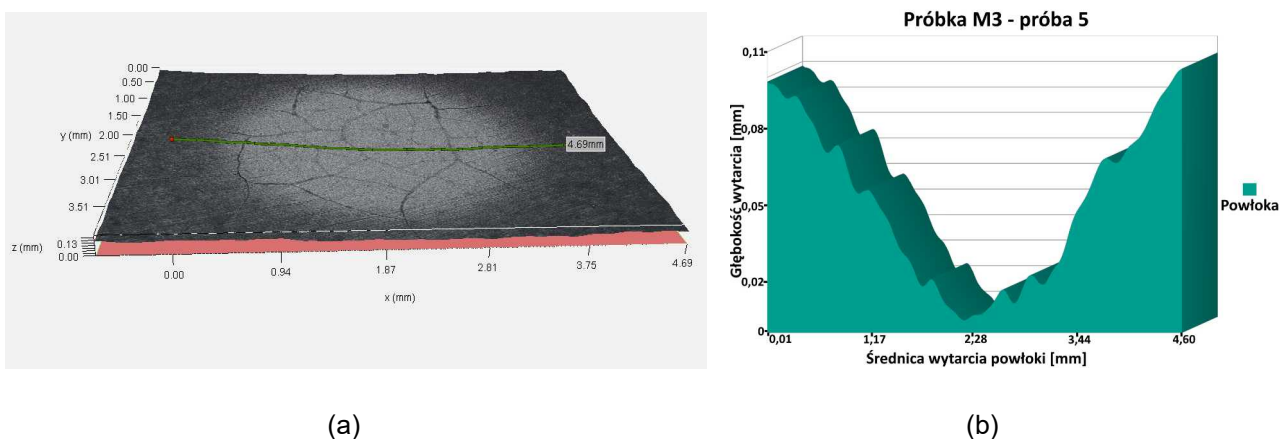 0.00
0.50
1.00
1.50
y (mm) 2.00
2.51
3.01
3.51
z (mm) 0.13
0.00
4.69mm
0.00 0.94 1.87 2.81 3.75 4.69
x (mm)
(a)
Próbka M3 - próba 5
Głębokość wytarcia [mm]
0,11
0,08
0,05
0,02
0
0,01 1,17 2,28 3,44 4,60
Średnica wytarcia powłoki [mm]
Powłoka
(b)